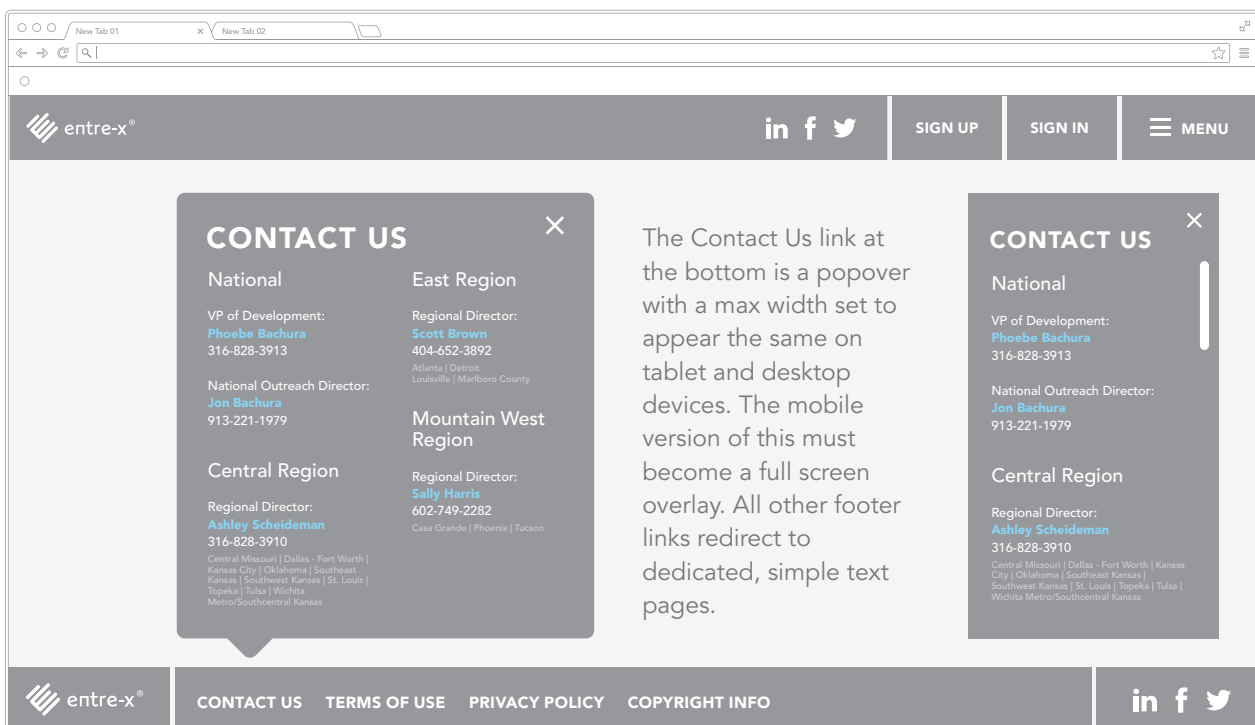 New Tab 01
New Tab 02
entre-x®
in f
SIGN UP
SIGN IN
MENU
CONTACT US
National
VP of Development:
Phoebe Bachura
316-828-3913
National Outreach Director:
Jon Bachura
913-221-1979
Central Region
Regional Director:
Ashley Scheideman
316-828-3910
Central Missouri | Dallas - Fort Worth |
Kansas City | Oklahoma | Southeast
Kansas | Southwest Kansas | St. Louis |
Topeka | Tulsa | Wichita
Metro/Southcentral Kansas
East Region
Regional Director:
Scott Brown
404-652-3892
Atlanta | Detroit
Louisville | Marlboro County
Mountain West
Region
Regional Director:
Sally Harris
602-749-2282
Casa Grande | Phoenix | Tucson
The Contact Us link at
the bottom is a popover
with a max width set to
appear the same on
tablet and desktop
devices. The mobile
version of this must
become a full screen
overlay. All other footer
links redirect to
dedicated, simple text
pages.
CONTACT US
National
VP of Development:
Phoebe Bachura
316-828-3913
National Outreach Director:
Jon Bachura
913-221-1979
Central Region
Regional Director:
Ashley Scheideman
316-828-3910
Central Missouri | Dallas - Fort Worth | Kansas
City | Oklahoma | Southeast Kansas |
Southwest Kansas | St. Louis | Topeka | Tulsa |
Wichita Metro/Southcentral Kansas
entre-x®
CONTACT US
TERMS OF USE
PRIVACY POLICY
COPYRIGHT INFO
in f